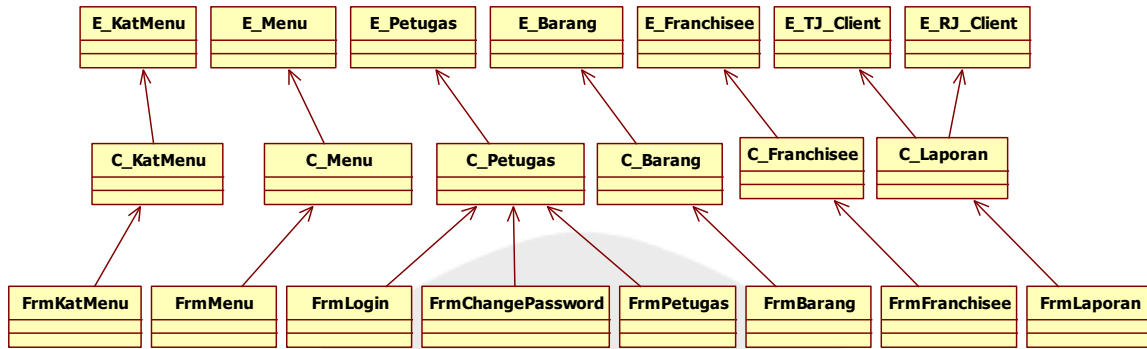 E_KatMenu
E_Menu
E_Petugas
E_Barang
E_Franchisee
E_TJ_Client
E_RJ_Client
C_KatMenu
C_Menu
C_Petugas
C_Barang
C_Franchisee
C_Laporan
FrmKatMenu
FrmMenu
FrmLogin
FrmChangePassword
FrmPetugas
FrmBarang
FrmFranchisee
FrmLaporan